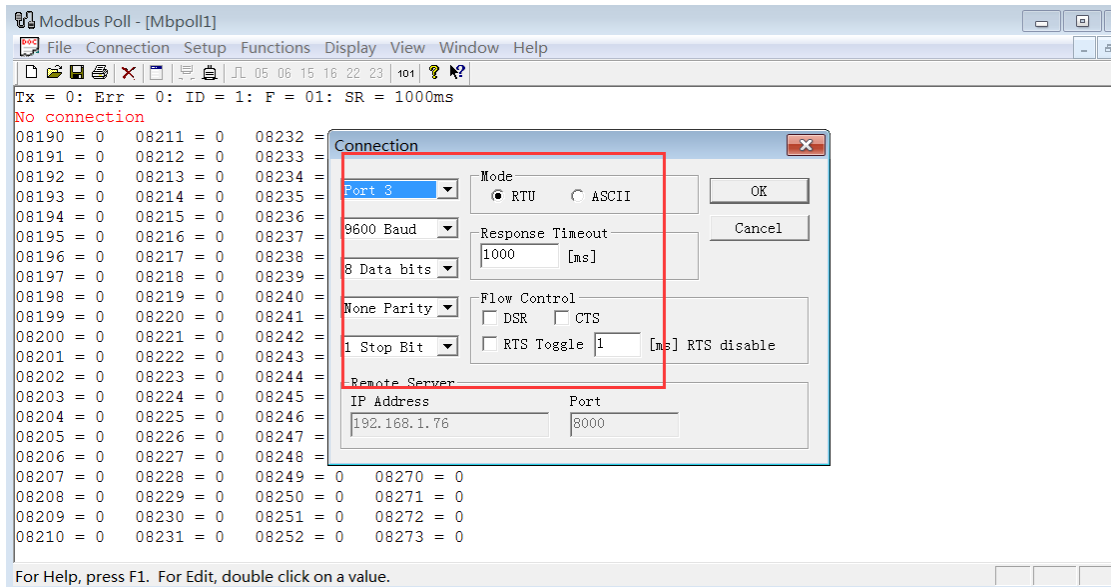 Modbus Poll - [Mbpoll1]
File Connection Setup Functions Display View Window Help
05 06 15 16 22 23 101
Tx = 0: Err = 0: ID = 1: F = 01: SR = 1000ms
No connection
08190 = 0 08211 = 0 08232 =
08191 = 0 08212 = 0 08233 =
08192 = 0 08213 = 0 08234 =
08193 = 0 08214 = 0 08235 =
08194 = 0 08215 = 0 08236 =
08195 = 0 08216 = 0 08237 =
08196 = 0 08217 = 0 08238 =
08197 = 0 08218 = 0 08239 =
08198 = 0 08219 = 0 08240 =
08199 = 0 08220 = 0 08241 =
08200 = 0 08221 = 0 08242 =
08201 = 0 08222 = 0 08243 =
08202 = 0 08223 = 0 08244 =
08203 = 0 08224 = 0 08245 =
08204 = 0 08225 = 0 08246 =
08205 = 0 08226 = 0 08247 =
08206 = 0 08227 = 0 08248 =
08207 = 0 08228 = 0 08249 = 0 08270 = 0
08208 = 0 08229 = 0 08250 = 0 08271 = 0
08209 = 0 08230 = 0 08251 = 0 08272 = 0
08210 = 0 08231 = 0 08252 = 0 08273 = 0
Connection
Port 3
9600 Baud
8 Data bits
None Parity
1 Stop Bit
Mode
RTU ASCII
Response Timeout
1000 [ms]
Flow Control
DSR CTS
RTS Toggle 1 [ms] RTS disable
OK
Cancel
Remote Server
IP Address Port
192.168.1.76 8000
For Help, press F1. For Edit, double click on a value.